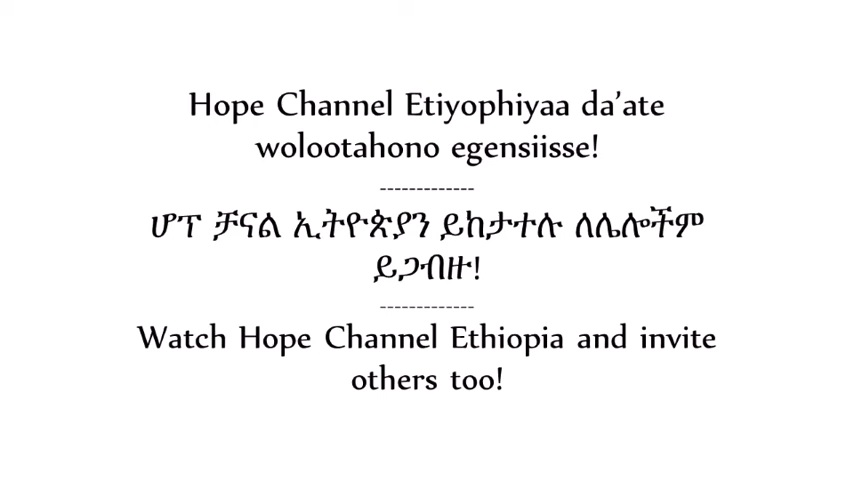 Hope Channel Etiyophiyaa da’ate
wolootahono egensiisse!
-------------
ሆፕ ቻናል ኢትዮጵያን ይከታተሉ ለሌሎችም
ይጋብዙ!
-------------
Watch Hope Channel Ethiopia and invite
others too!